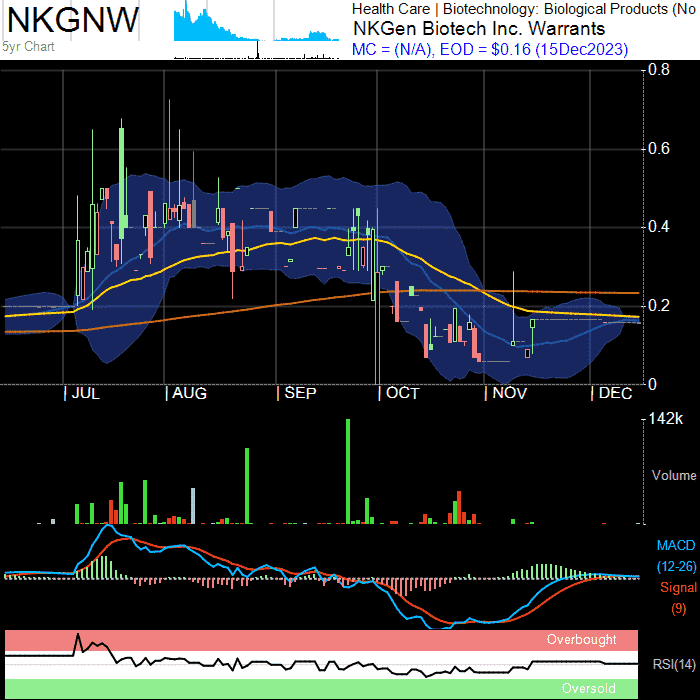 NKGNW
5yr Chart
Health Care | Biotechnology: Biological Products (No
NKGen Biotech Inc. Warrants
MC = (N/A), EOD = $0.16 (15Dec2023)
0.8
0.6
0.4
0.2
0
JUL
AUG
SEP
OCT
NOV
DEC
142k
Volume
MACD
(12-26)
Signal
(9)
Overbought
RSI(14)
Oversold